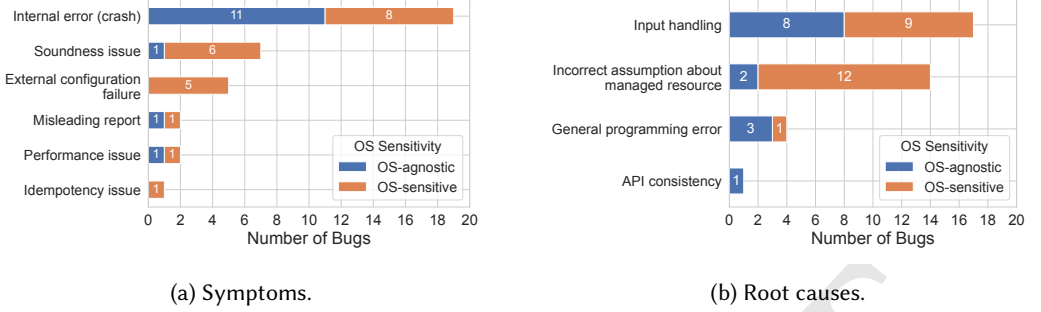 Internal error (crash)
11
8
Soundness issue
1
6
External configuration
failure
5
Misleading report
1
1
Performance issue
1
1
Idempotency issue
1
OS Sensitivity
OS-agnostic
OS-sensitive
0 2 4 6 8 10 12 14 16 18 20
Number of Bugs
(a) Symptoms.
Input handling
8
9
Incorrect assumption about
managed resource
2
12
General programming error
3
1
API consistency
1
OS Sensitivity
OS-agnostic
OS-sensitive
0 2 4 6 8 10 12 14 16 18 20
Number of Bugs
(b) Root causes.